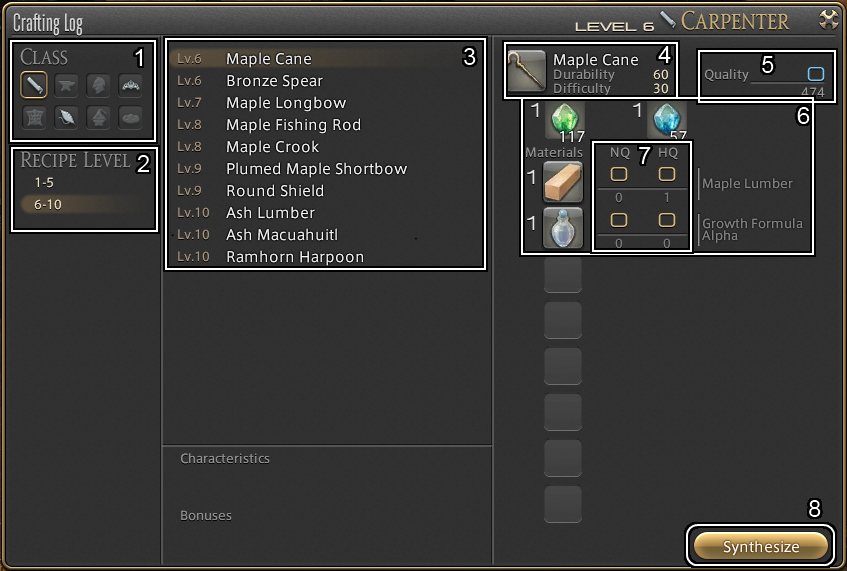 Crafting Log
LEVEL 6 CARPENTER
CLASS
1
RECIPE LEVEL
2
1-5
6-10
3
Lv.6 Maple Cane
Lv.6 Bronze Spear
Lv.7 Maple Longbow
Lv.8 Maple Fishing Rod
Lv.8 Maple Crook
Lv.9 Plumed Maple Shortbow
Lv.9 Round Shield
Lv.10 Ash Lumber
Lv.10 Ash Macuahuitl
Lv.10 Ramhorn Harpoon
Characteristics
Bonuses
4
Maple Cane
Durability 60
Difficulty 30
5
Quality
474
6
1 117 1 57
Materials NQ 7 HQ
1 Maple Lumber
0 1
1 Growth Formula
Alpha
0 0
8
Synthesize